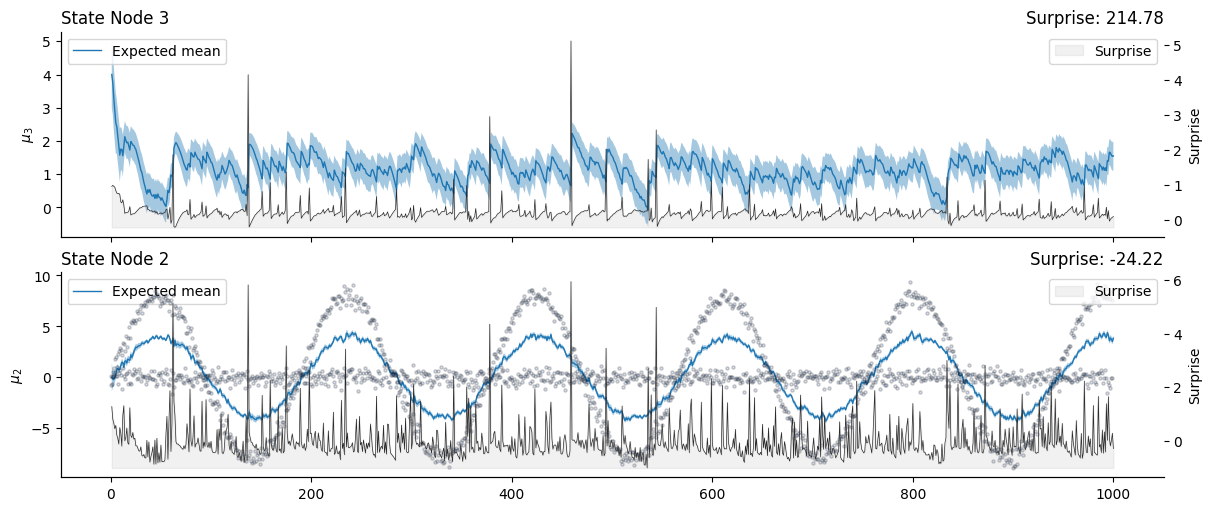 State Node 3
Surprise: 214.78
Expected mean
Surprise
5
4
3
2
1
0
μ3
5
4
3
2
1
0
Surprise
State Node 2
Surprise: -24.22
Expected mean
Surprise
10
5
0
−5
μ2
6
4
2
0
Surprise
0
200
400
600
800
1000